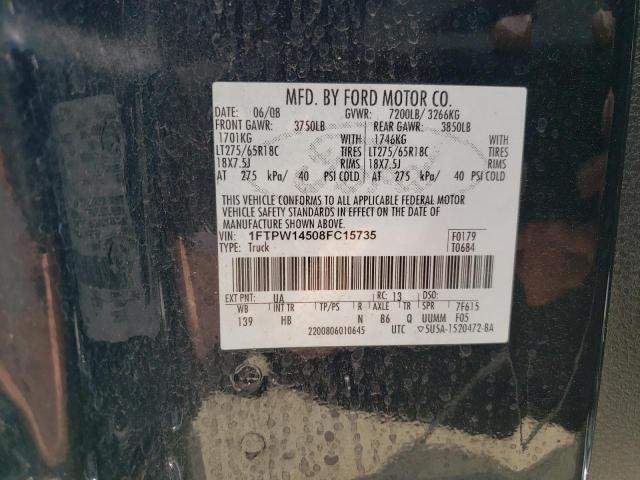 MFD. BY FORD MOTOR CO.
DATE: 06/08 GVWR: 7200LB/ 3266KG
FRONT GAWR: 3750LB REAR GAWR: 3850LB
1701KG WITH 1746KG WITH
LT275/65R18C TIRES LT275/65R18C TIRES
18X7.5J RIMS 18X7.5J RIMS
AT 275 kPa/ 40 PSI COLD AT 275 kPa/ 40 PSI COLD
THIS VEHICLE CONFORMS TO ALL APPLICABLE FEDERAL MOTOR
VEHICLE SAFETY STANDARDS IN EFFECT ON THE DATE OF
MANUFACTURE SHOWN ABOVE.
VIN: 1FTPW14508FC15735 F0179
TYPE: Truck T0684
EXT PNT: UA RC: 13 DSO:
WB INT TR TP/PS R AXLE TR SPR 7F615
139 HB N B6 Q UUMM F05
2200806010645 UTC ▽5U5A-1520472-BA